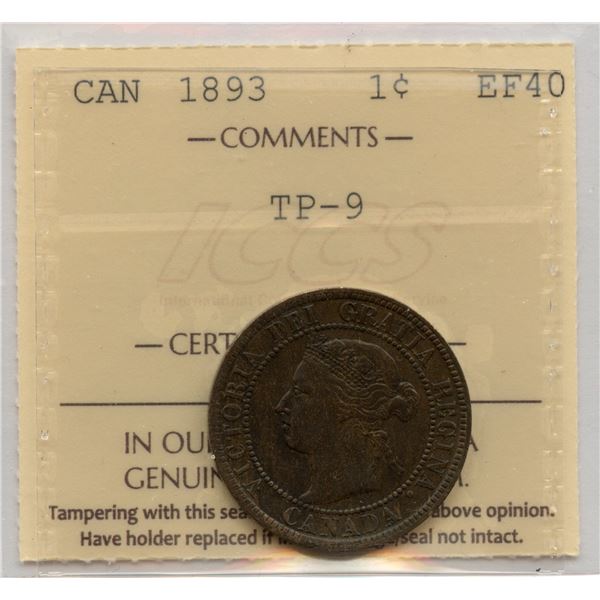 CAN 1893 1¢ EF40
— COMMENTS —
TP-9
ICCS
— CERT
IN OU
GENUIN
Tampering with this sea above opinion.
Have holder replaced if seal not intact.
VICTORIA DEI GRATIA REGINA.
CANADA